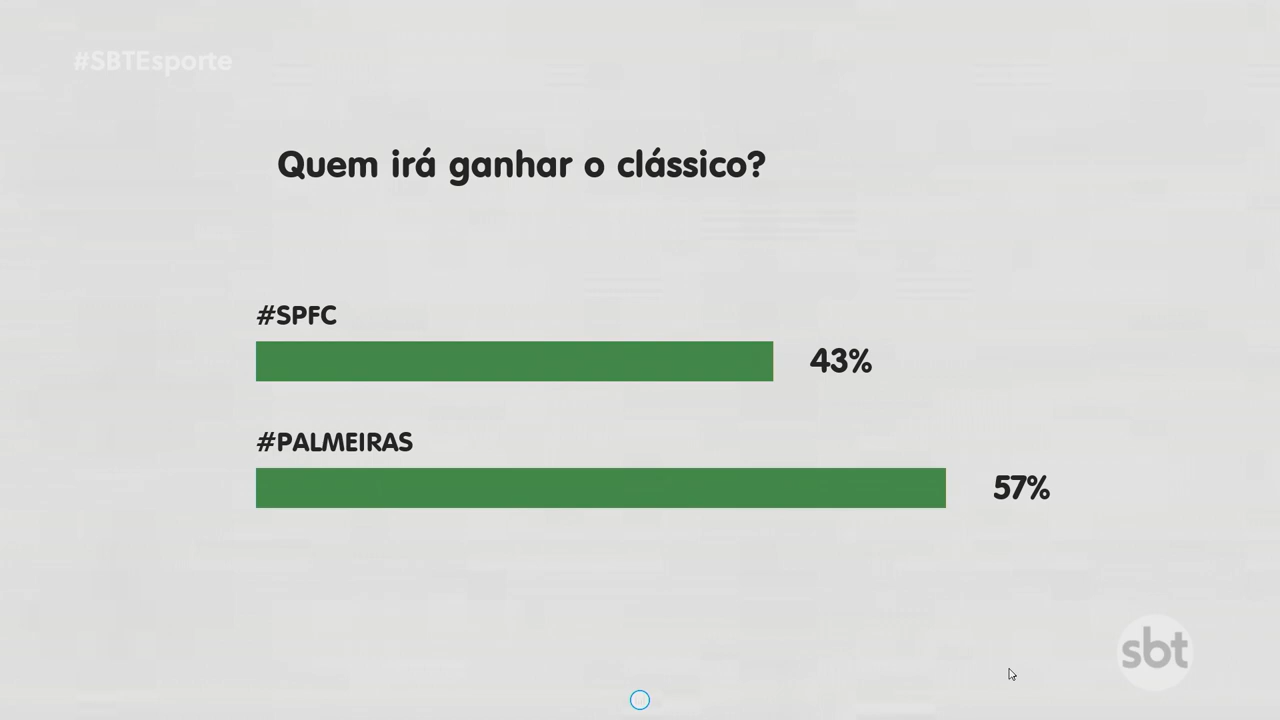 #SBTEsporte
Quem irá ganhar o clássico?
#SPFC
43%
#PALMEIRAS
57%
sbt